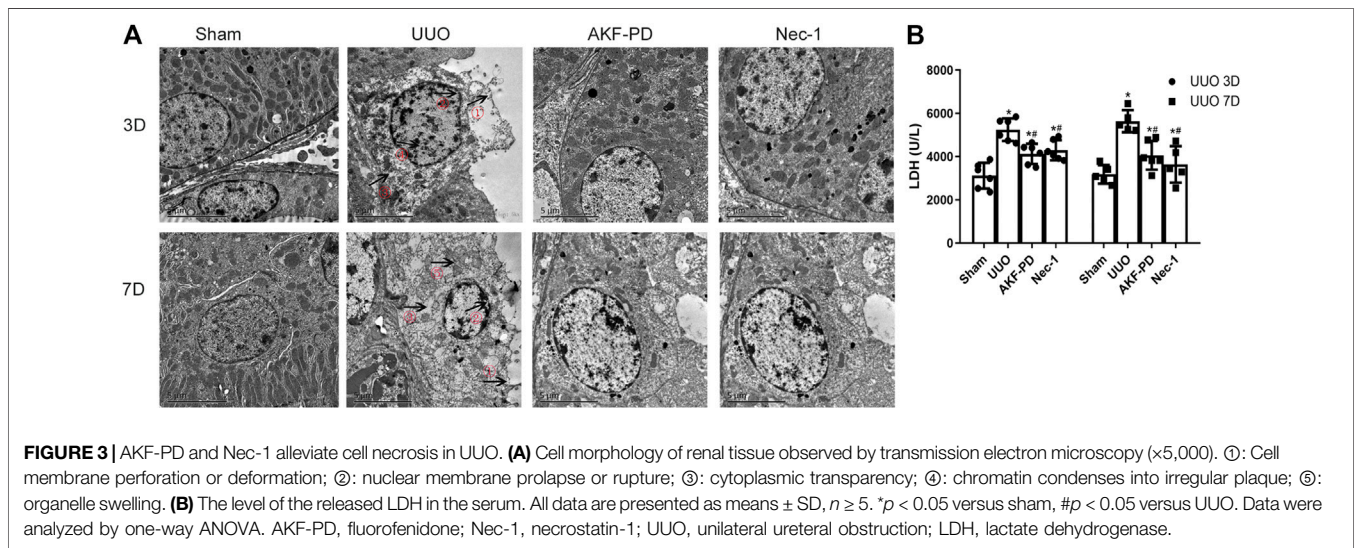 A
Sham
UUO
AKF-PD
Nec-1
3D
①
④
5 μm
5 μm
7D
②
5 μm
5 μm
5 μm
B
UUO 3D
UUO 7D
LDH (U/L)
8000
6000
4000
2000
0
*
*#
*#
*
*#
*#
Sham
UUO
AKF-PD
Nec-1
Sham
UUO
AKF-PD
Nec-1
FIGURE 3 | AKF-PD and Nec-1 alleviate cell necrosis in UUO. (A) Cell morphology of renal tissue observed by transmission electron microscopy (×5,000). ①: Cell
membrane perforation or deformation; ②: nuclear membrane prolapse or rupture; ③: cytoplasmic transparency; ④: chromatin condenses into irregular plaque; ⑤:
organelle swelling. (B) The level of the released LDH in the serum. All data are presented as means ± SD, n ≥ 5. *p < 0.05 versus sham, #p < 0.05 versus UUO. Data were
analyzed by one-way ANOVA. AKF-PD, fluorofenidone; Nec-1, necrostatin-1; UUO, unilateral ureteral obstruction; LDH, lactate dehydrogenase.